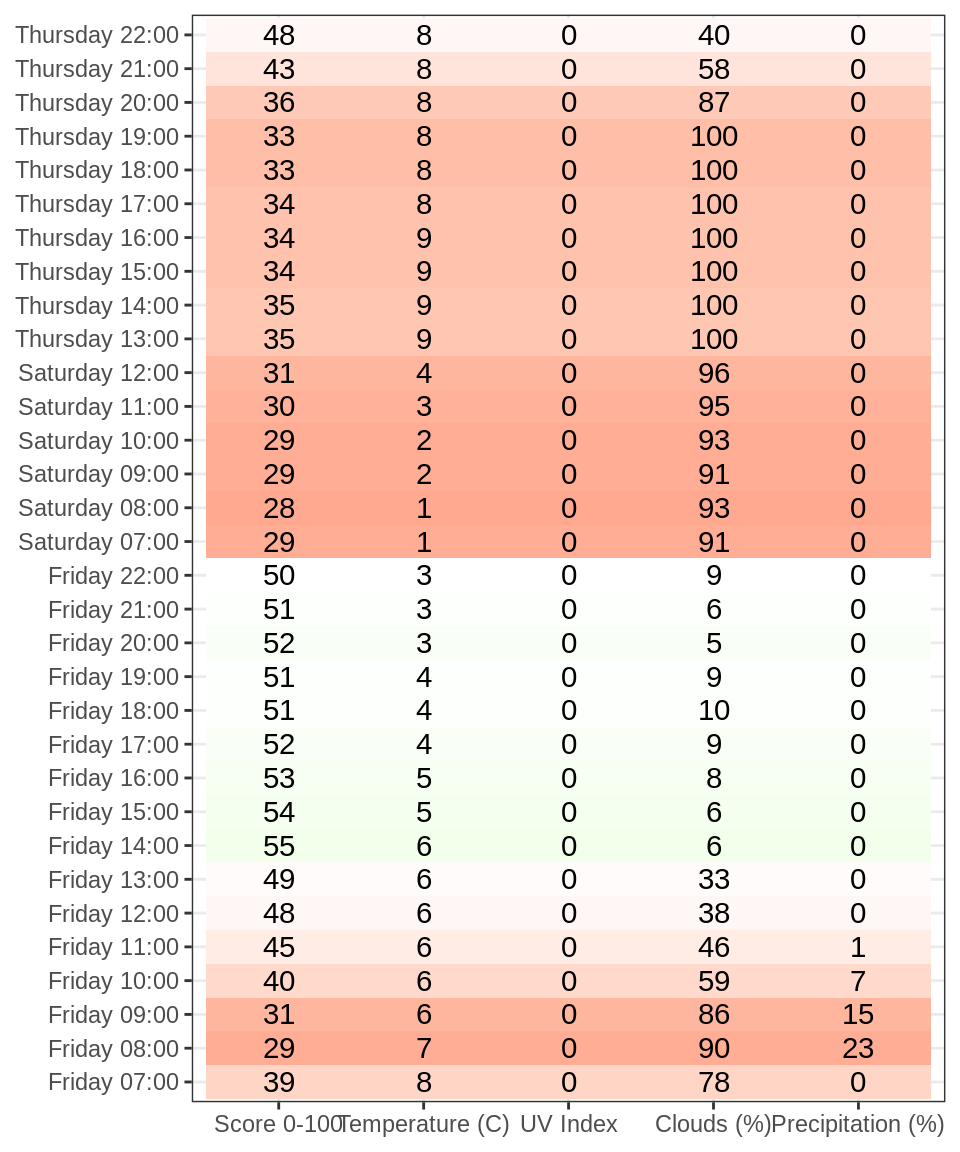 Thursday 22:00 48 8 0 40 0
Thursday 21:00 43 8 0 58 0
Thursday 20:00 36 8 0 87 0
Thursday 19:00 33 8 0 100 0
Thursday 18:00 33 8 0 100 0
Thursday 17:00 34 8 0 100 0
Thursday 16:00 34 9 0 100 0
Thursday 15:00 34 9 0 100 0
Thursday 14:00 35 9 0 100 0
Thursday 13:00 35 9 0 100 0
Saturday 12:00 31 4 0 96 0
Saturday 11:00 30 3 0 95 0
Saturday 10:00 29 2 0 93 0
Saturday 09:00 29 2 0 91 0
Saturday 08:00 28 1 0 93 0
Saturday 07:00 29 1 0 91 0
Friday 22:00 50 3 0 9 0
Friday 21:00 51 3 0 6 0
Friday 20:00 52 3 0 5 0
Friday 19:00 51 4 0 9 0
Friday 18:00 51 4 0 10 0
Friday 17:00 52 4 0 9 0
Friday 16:00 53 5 0 8 0
Friday 15:00 54 5 0 6 0
Friday 14:00 55 6 0 6 0
Friday 13:00 49 6 0 33 0
Friday 12:00 48 6 0 38 0
Friday 11:00 45 6 0 46 1
Friday 10:00 40 6 0 59 7
Friday 09:00 31 6 0 86 15
Friday 08:00 29 7 0 90 23
Friday 07:00 39 8 0 78 0
Score 0-100 Temperature (C) UV Index Clouds (%) Precipitation (%)